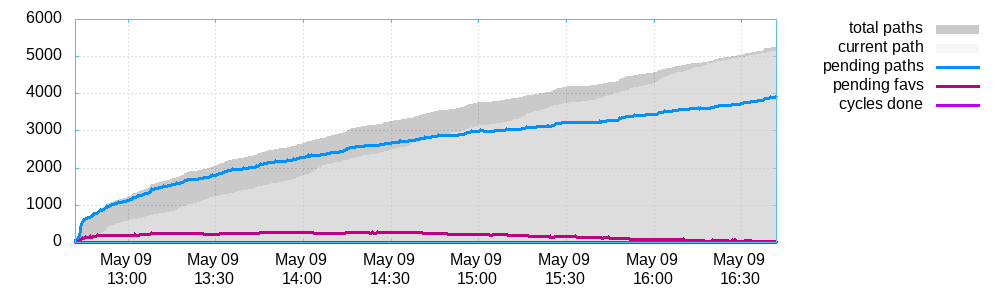 6000
5000
4000
3000
2000
1000
0
May 09 May 09 May 09 May 09 May 09 May 09 May 09 May 09
13:00 13:30 14:00 14:30 15:00 15:30 16:00 16:30
total paths
current path
pending paths
pending favs
cycles done